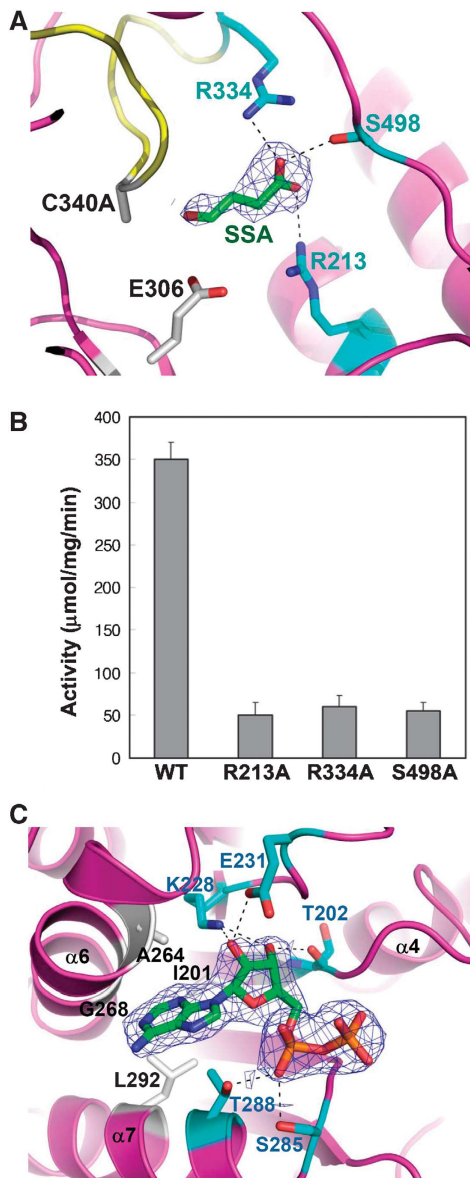 A
R334
S498
C340A
SSA
R213
E306
B
400
350
300
250
200
150
100
50
0
Activity (μmol/mg/min)
WT R213A R334A S498A
C
E231
K228
T202
α6
A264
α4
I201
G268
L292
T288
α7
S285